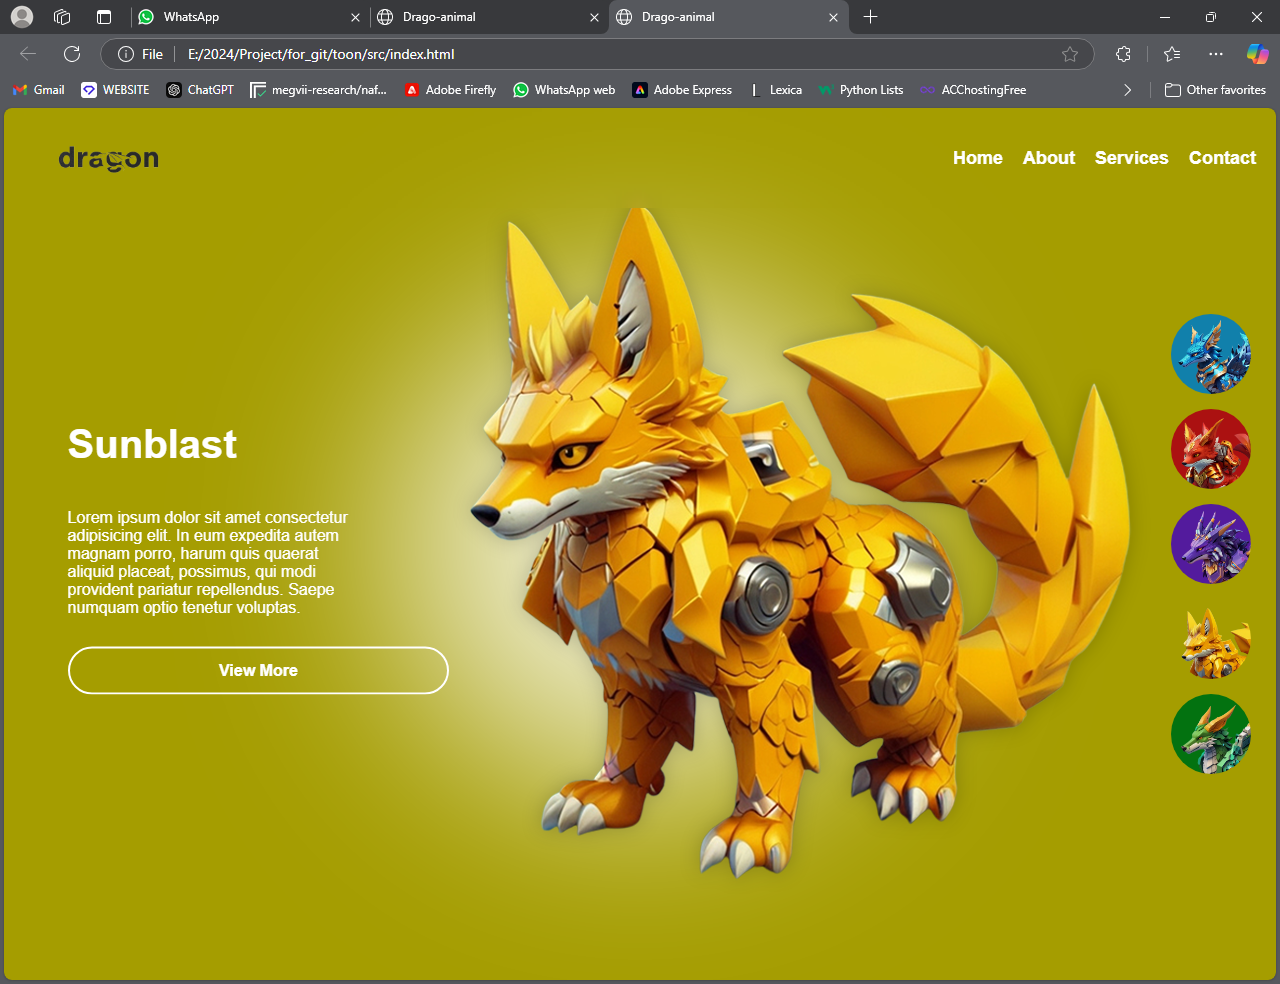 WhatsApp
Drago-animal
Drago-animal
File
E:/2024/Project/for_git/toon/src/index.html
Gmail
WEBSITE
ChatGPT
megvii-research/naf...
Adobe Firefly
WhatsApp web
Adobe Express
L Lexica
Python Lists
ACChostingFree
Other favorites
dragon
Home
About
Services
Contact
Sunblast
Lorem ipsum dolor sit amet consectetur
adipisicing elit. In eum expedita autem
magnam porro, harum quis quaerat
aliquid placeat, possimus, qui modi
provident pariatur repellendus. Saepe
numquam optio tenetur voluptas.
View More